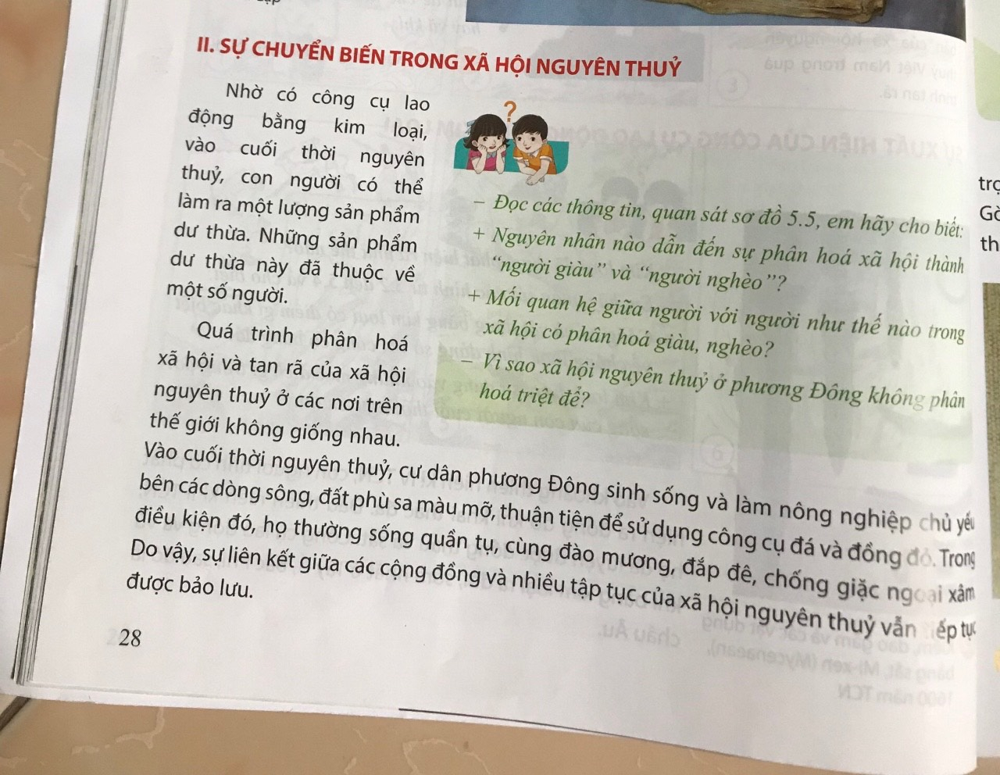 II. SỰ CHUYỂN BIẾN TRONG XÃ HỘI NGUYÊN THUỶ
Nhờ có công cụ lao
động bằng kim loại,
vào cuối thời nguyên
thuỷ, con người có thể
làm ra một lượng sản phẩm
dư thừa. Những sản phẩm
dư thừa này đã thuộc về
một số người.
Quá trình phân hoá
xã hội và tan rã của xã hội
nguyên thuỷ ở các nơi trên
thế giới không giống nhau.
?
– Đọc các thông tin, quan sát sơ đồ 5.5, em hãy cho biết:
+ Nguyên nhân nào dẫn đến sự phân hoá xã hội thành
“người giàu” và “người nghèo”?
+ Mối quan hệ giữa người với người như thế nào trong
xã hội có phân hoá giàu, nghèo?
– Vì sao xã hội nguyên thuỷ ở phương Đông không phân
hoá triệt để?
Vào cuối thời nguyên thuỷ, cư dân phương Đông sinh sống và làm nông nghiệp chủ yếu
bên các dòng sông, đất phù sa màu mỡ, thuận tiện để sử dụng công cụ đá và đồng đỏ. Trong
điều kiện đó, họ thường sống quần tụ, cùng đào mương, đắp đê, chống giặc ngoại xâm
Do vậy, sự liên kết giữa các cộng đồng và nhiều tập tục của xã hội nguyên thuỷ vẫn tiếp tục
được bảo lưu.
28
th